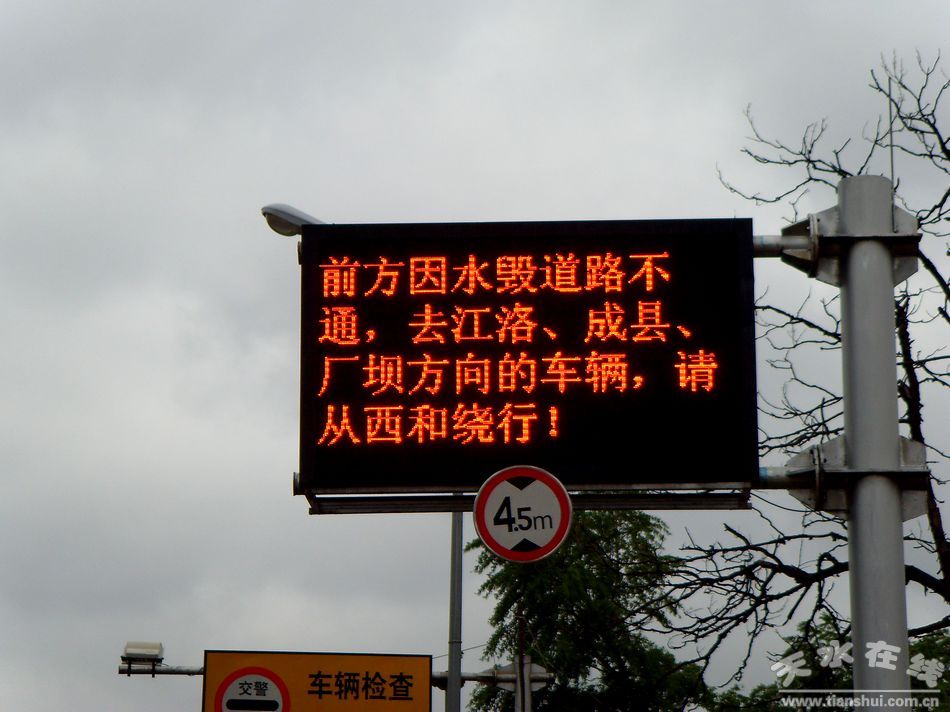 前方因水毁道路不
通，去江洛、成县、
厂坝方向的车辆，请
从西和绕行！
4.5m
交警
车辆检查
天水在线
www.tianshui.com.cn